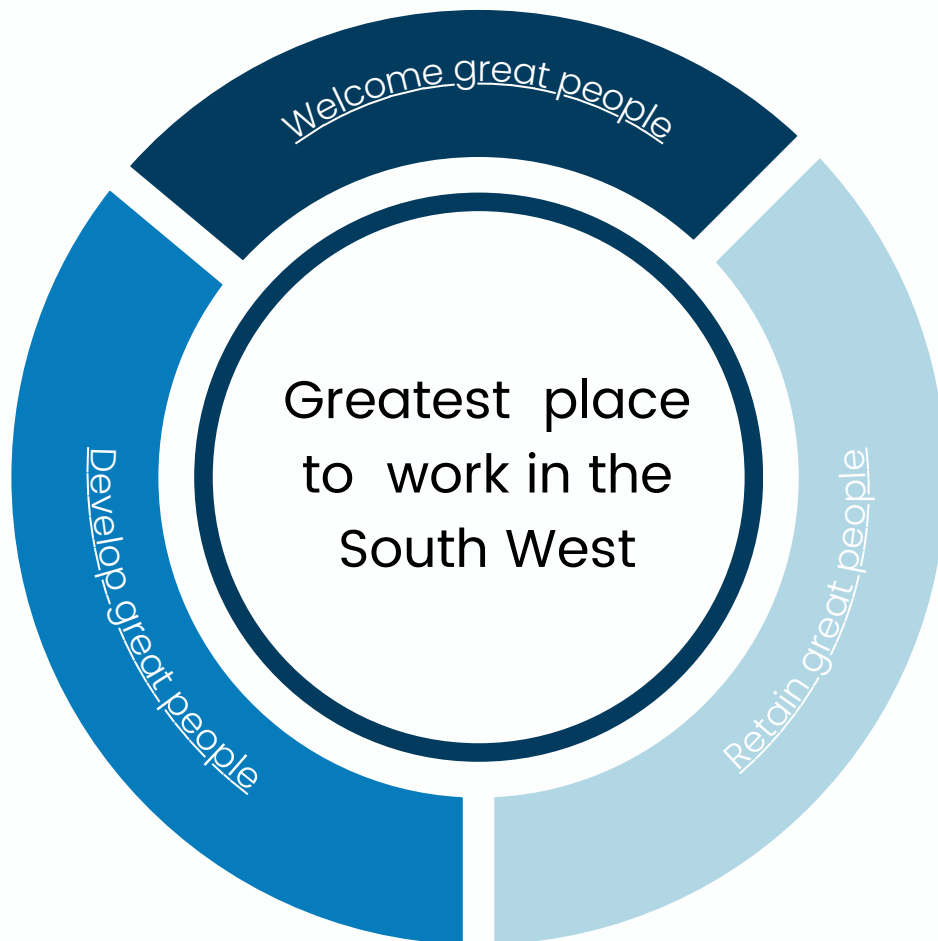 Welcome great people
Greatest place
to work in the
South West
Develop great people
Retain great people